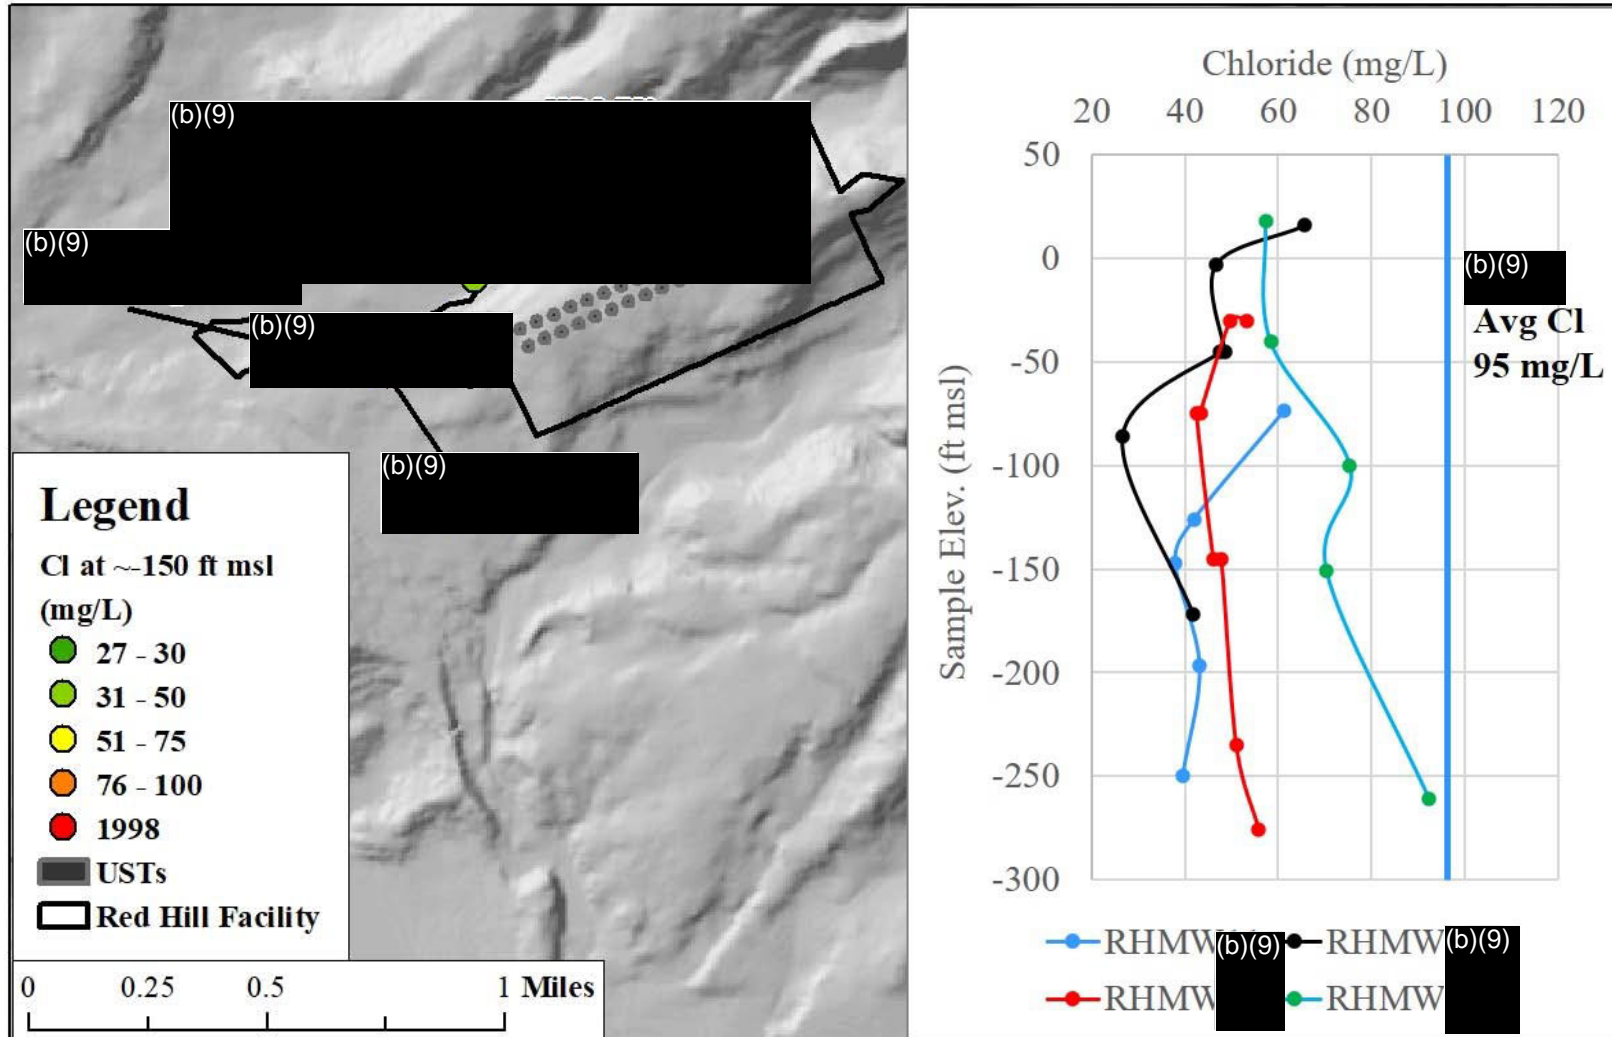 (b)(9)
(b)(9)
(b)(9)
(b)(9)
Legend
Cl at ~-150 ft msl
(mg/L)
27 - 30
31 - 50
51 - 75
76 - 100
1998
USTs
Red Hill Facility
0 0.25 0.5 1 Miles
Chloride (mg/L)
20 40 60 80 100 120
50
0
-50
-100
-150
-200
-250
-300
Sample Elev. (ft msl)
(b)(9)
Avg Cl
95 mg/L
RHMW (b)(9) RHMW (b)(9)
RHMW RHMW